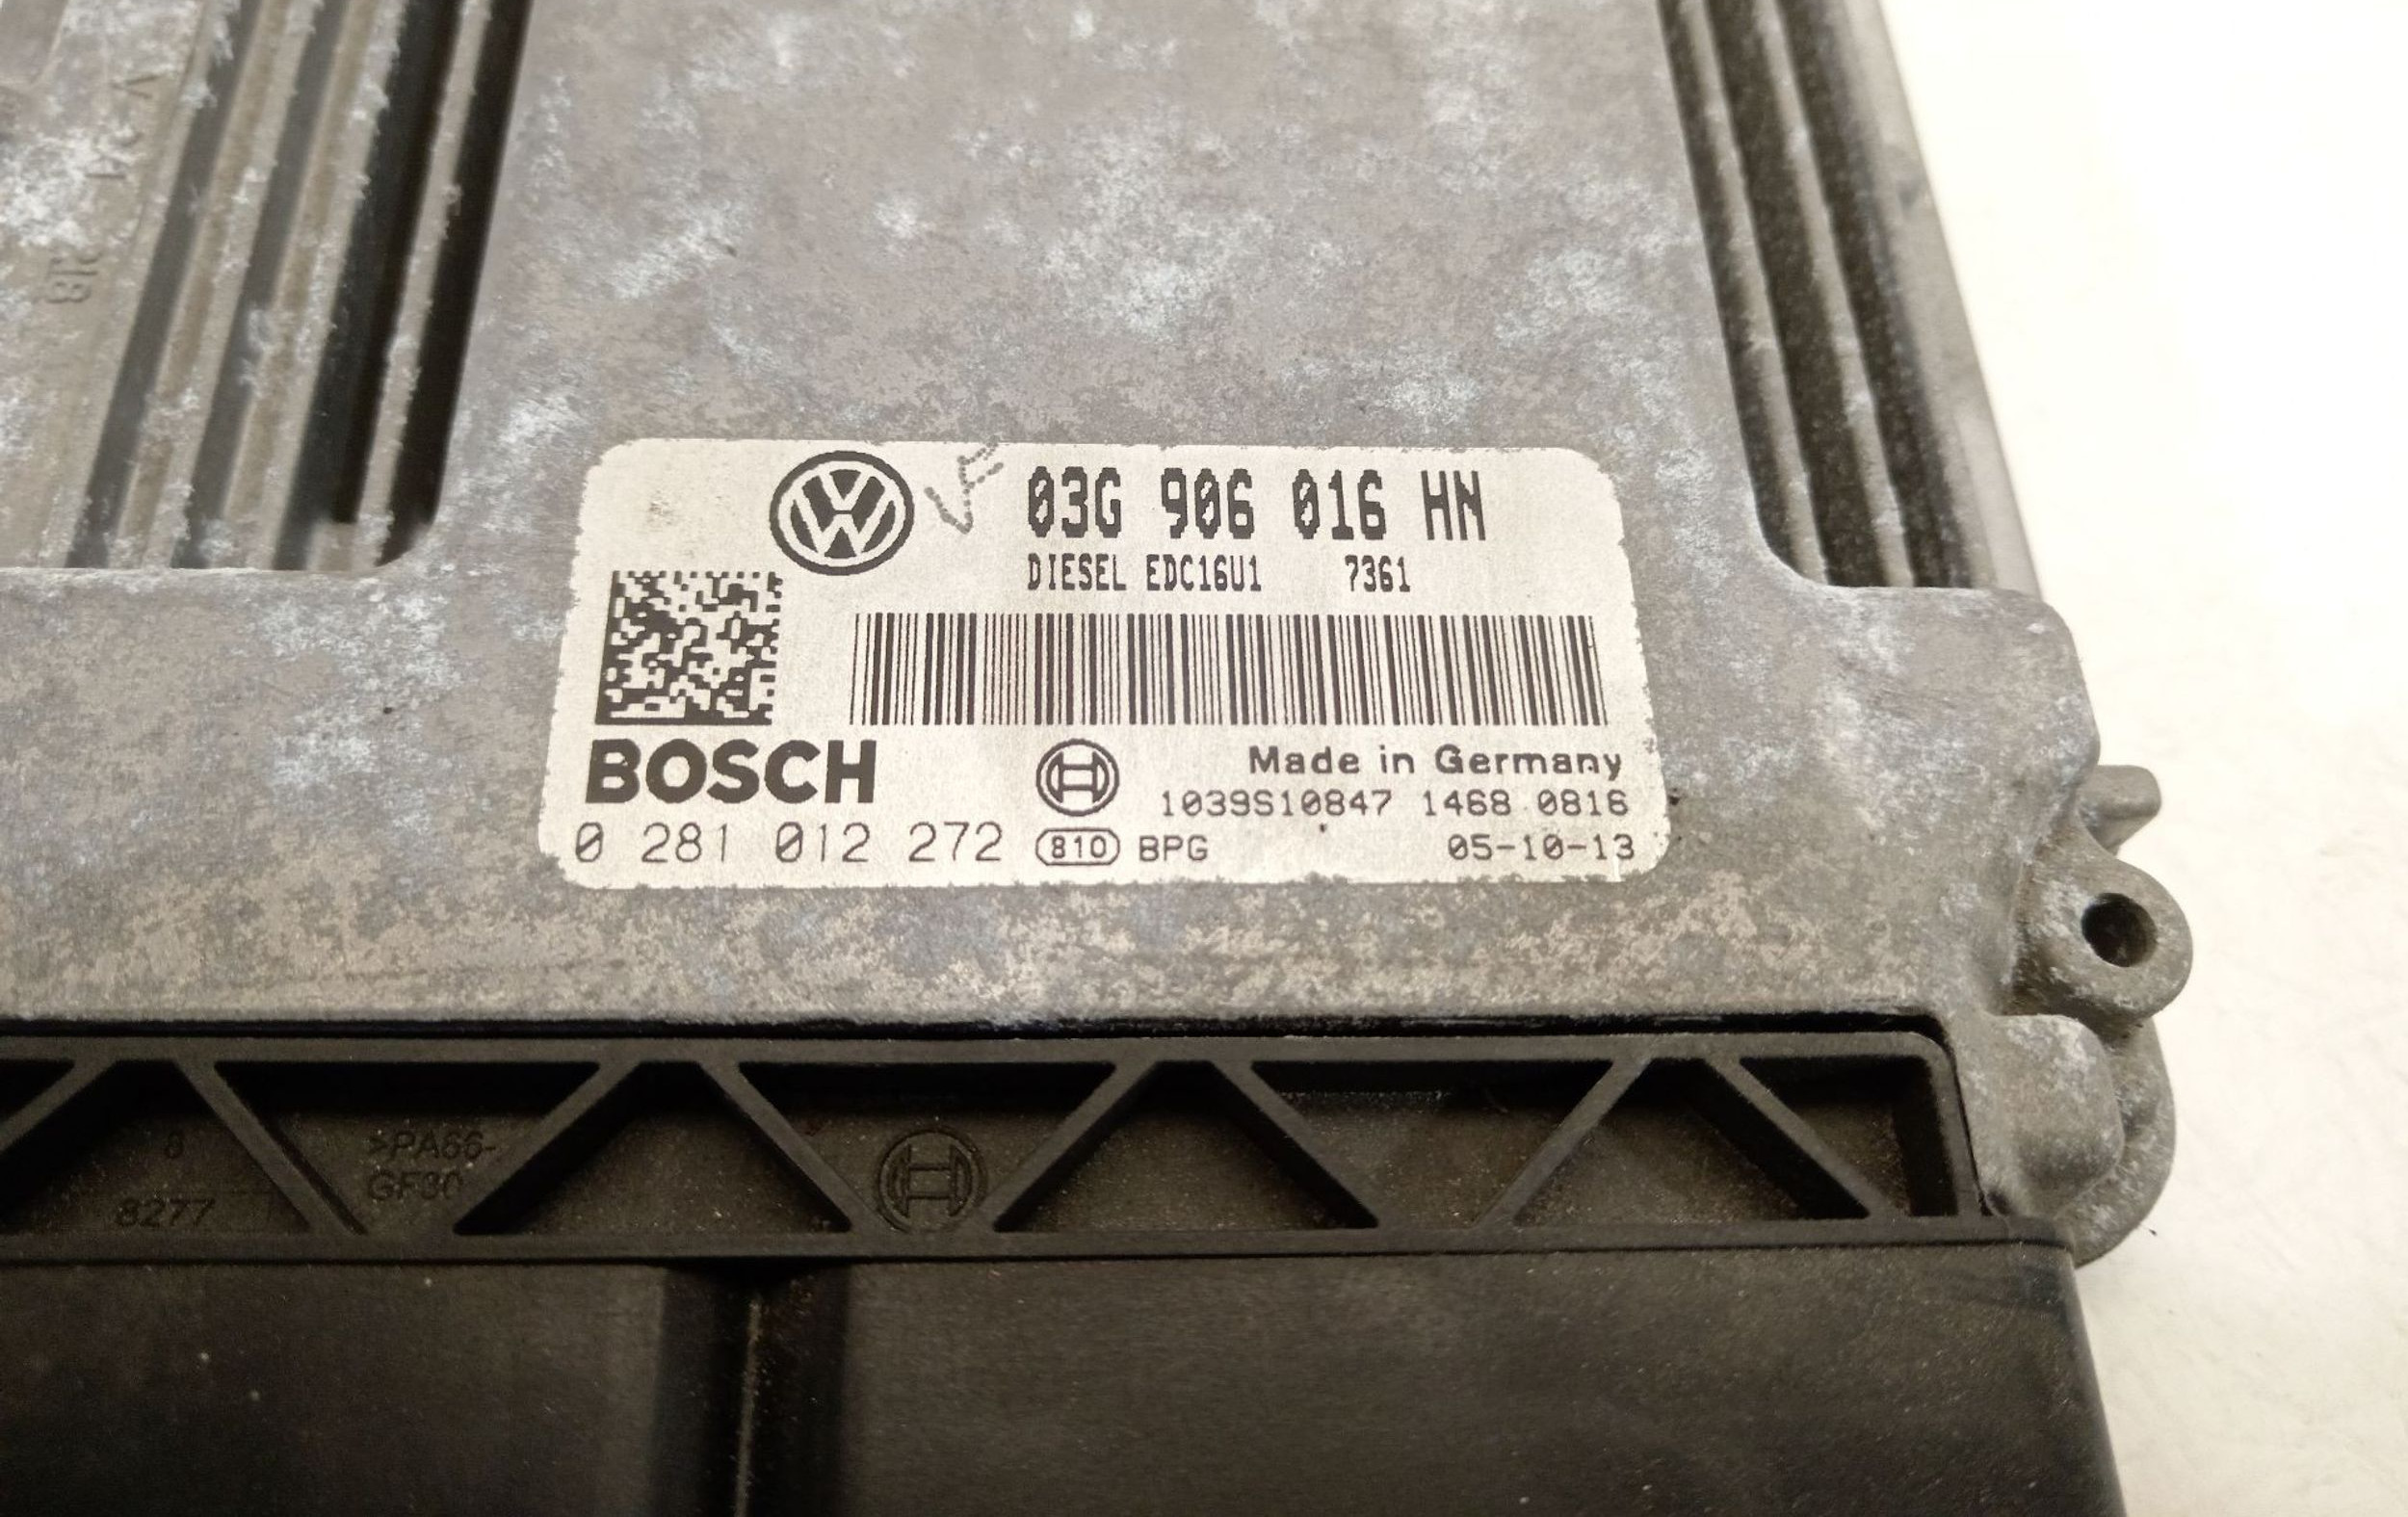 03G 906 016 HN
DIESEL EDC16U1 7361
BOSCH
Made in Germany
1039S10847 1468 0816
0 281 012 272 810 BPG 05-10-13
>PA66-
GF30
8277